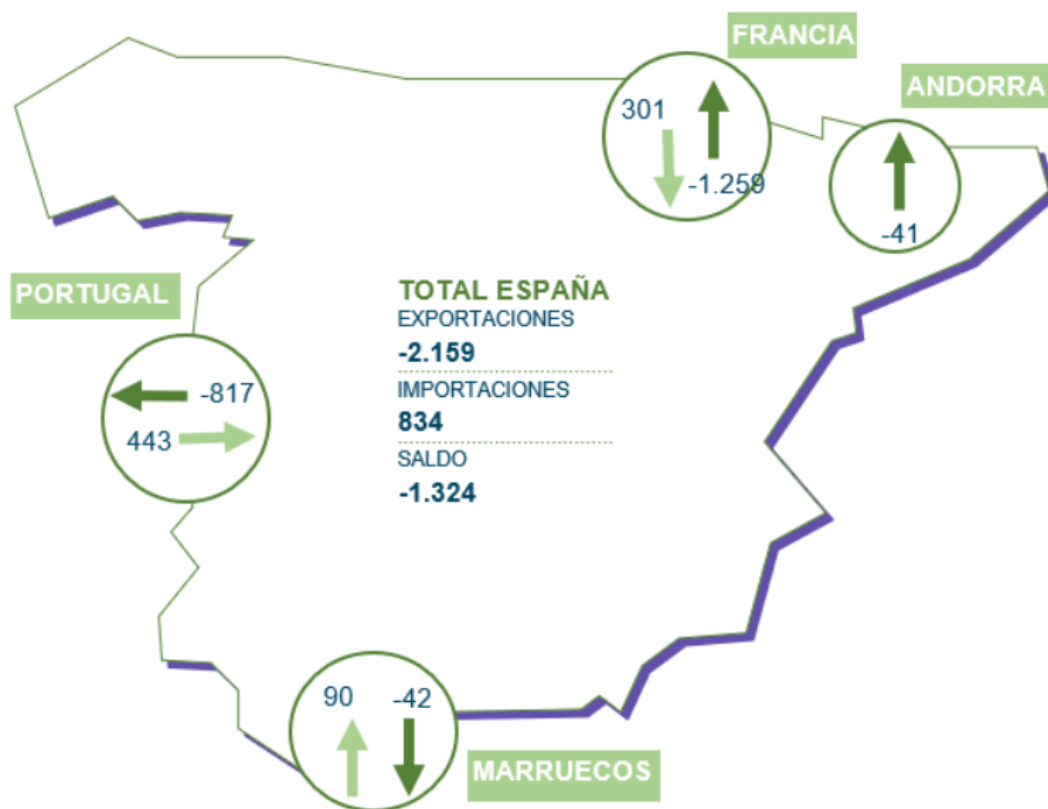 FRANCIA
301
-1.259
ANDORRA
-41
PORTUGAL
-817
443
TOTAL ESPAÑA
EXPORTACIONES
-2.159
IMPORTACIONES
834
SALDO
-1.324
90
-42
MARRUECOS